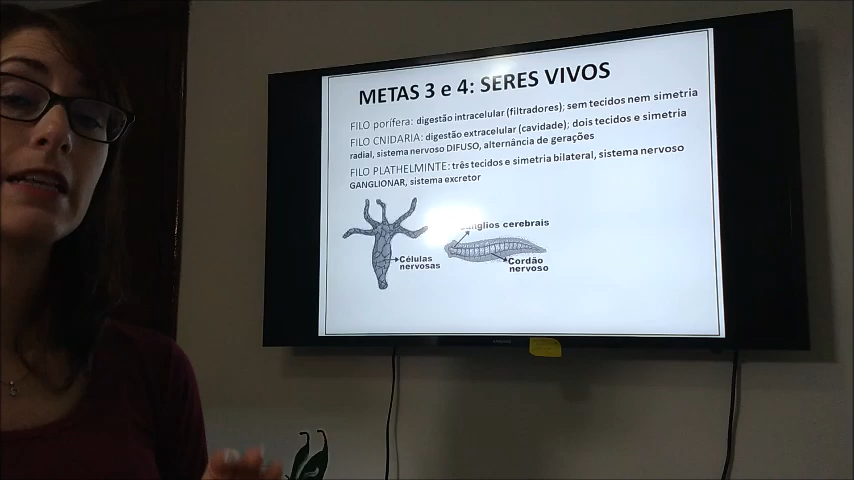 METAS 3 e 4: SERES VIVOS
FILO porífera: digestão intracelular (filtradores); sem tecidos nem simetria
FILO CNIDARIA: digestão extracelular (cavidade); dois tecidos e simetria
radial, sistema nervoso DIFUSO, alternância de gerações
FILO PLATHELMINTE: três tecidos e simetria bilateral, sistema nervoso
GANGLIONAR, sistema excretor
cerebrais
Células
nervosas
Cordão
nervoso